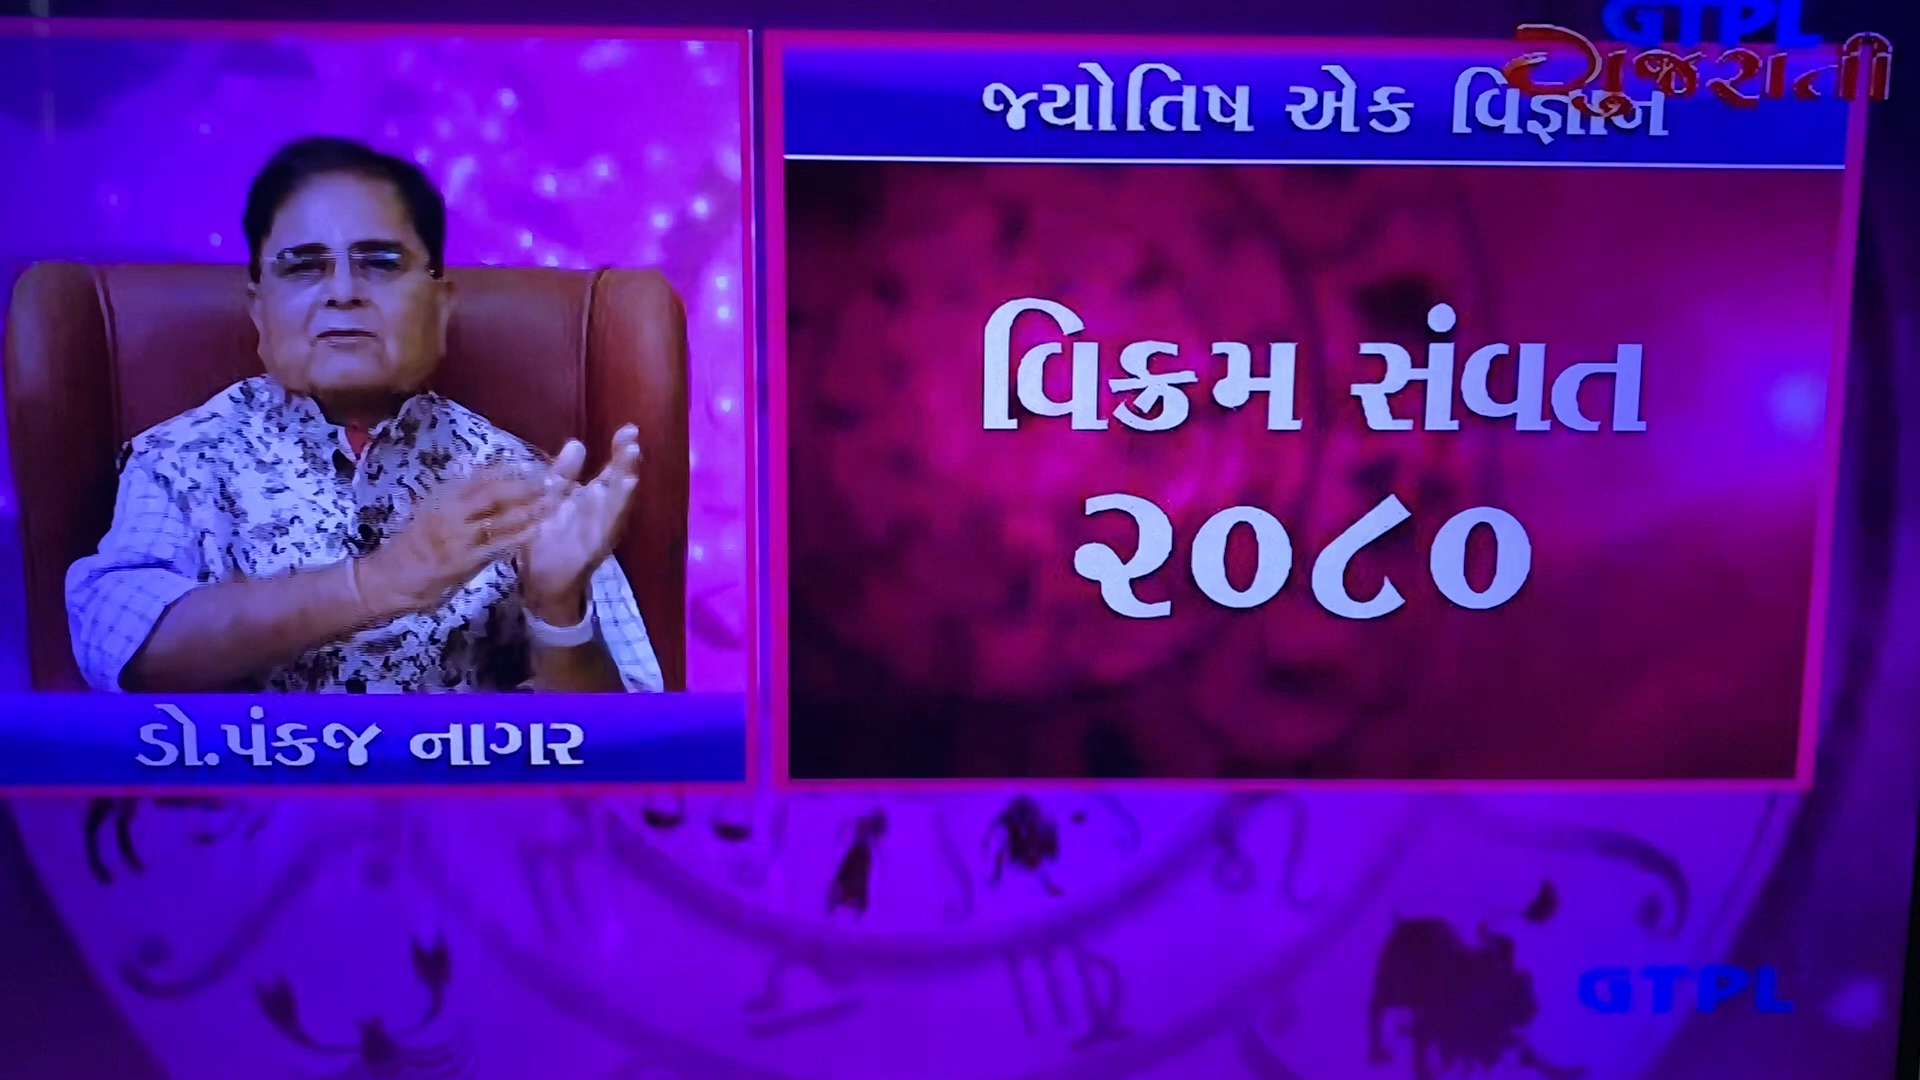 GTPL
ગુજરાતી
જ્યોતિષ એક વિજ્ઞાન
વિક્રમ સંવત
૨૦૮૦
ડો.પંકજ નાગર
GTPL